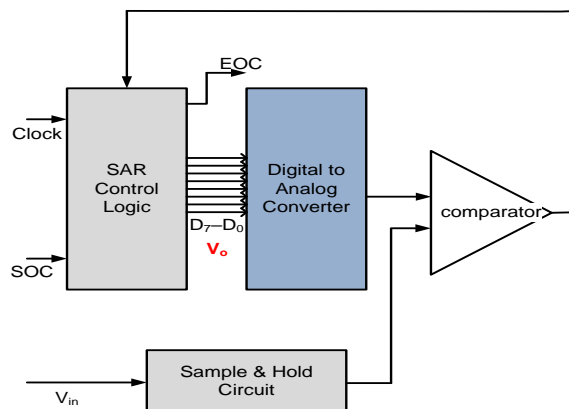 EOC
Clock
SAR
Control
Logic
Digital to
Analog
Converter
comparator
D₇–D₀
Vₒ
SOC
Sample & Hold
Circuit
Vᵢₙ